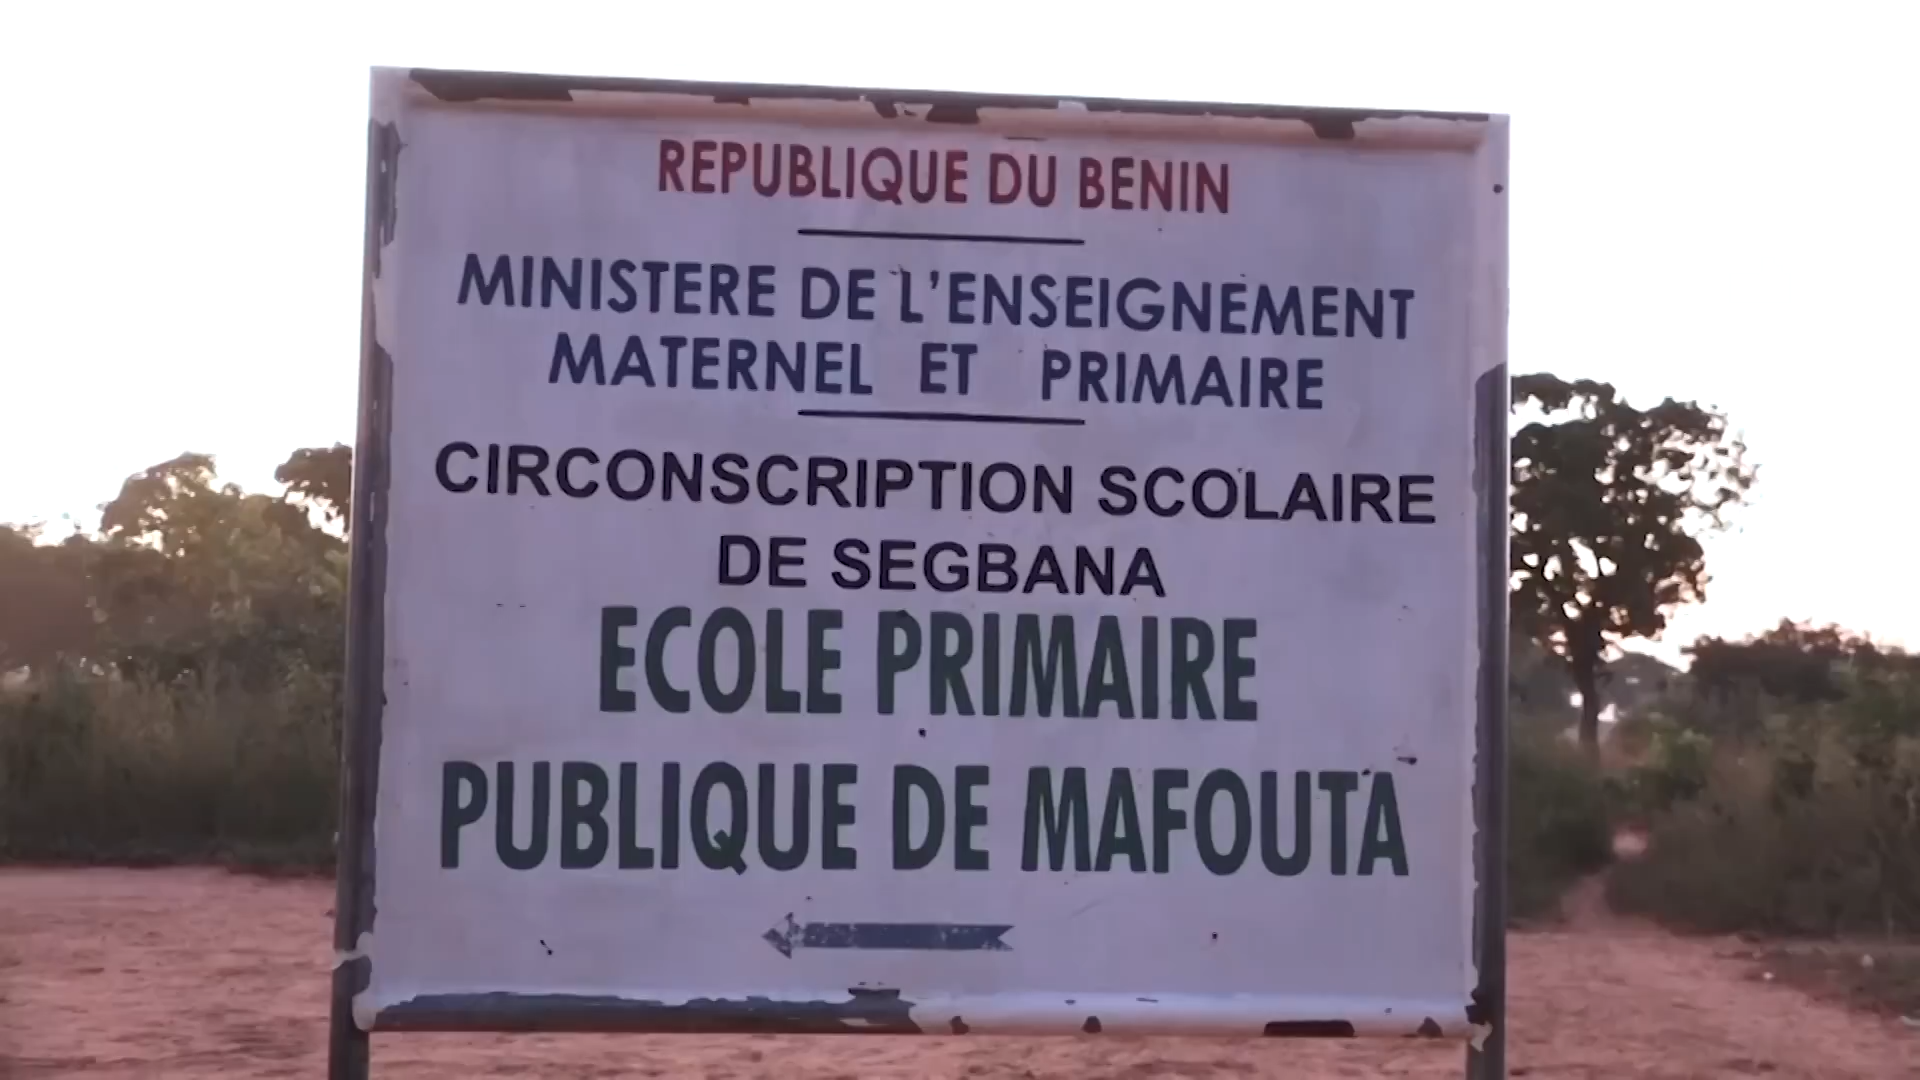 REPUBLIQUE DU BENIN
MINISTERE DE L'ENSEIGNEMENT
MATERNEL ET PRIMAIRE
CIRCONSCRIPTION SCOLAIRE
DE SEGBANA
ECOLE PRIMAIRE
PUBLIQUE DE MAFOUTA